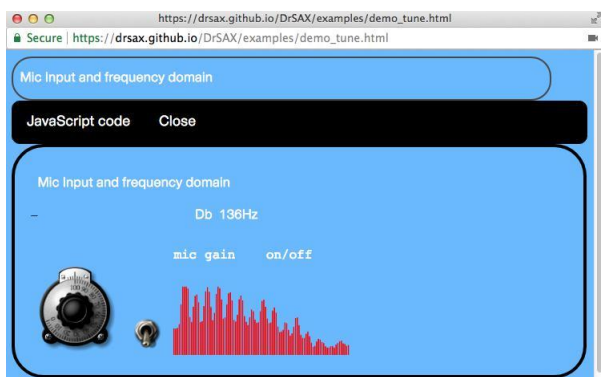 https://drsax.github.io/DrSAX/examples/demo_tune.html
Secure | https://drsax.github.io/DrSAX/examples/demo_tune.html
Mic Input and frequency domain
JavaScript code Close
Mic Input and frequency domain
– Db 136Hz
mic gain on/off